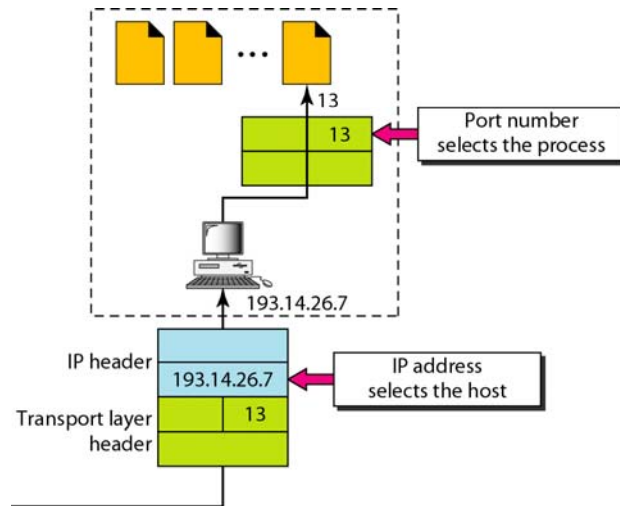 13
13
Port number
selects the process
193.14.26.7
IP header
193.14.26.7
IP address
selects the host
Transport layer
header
13